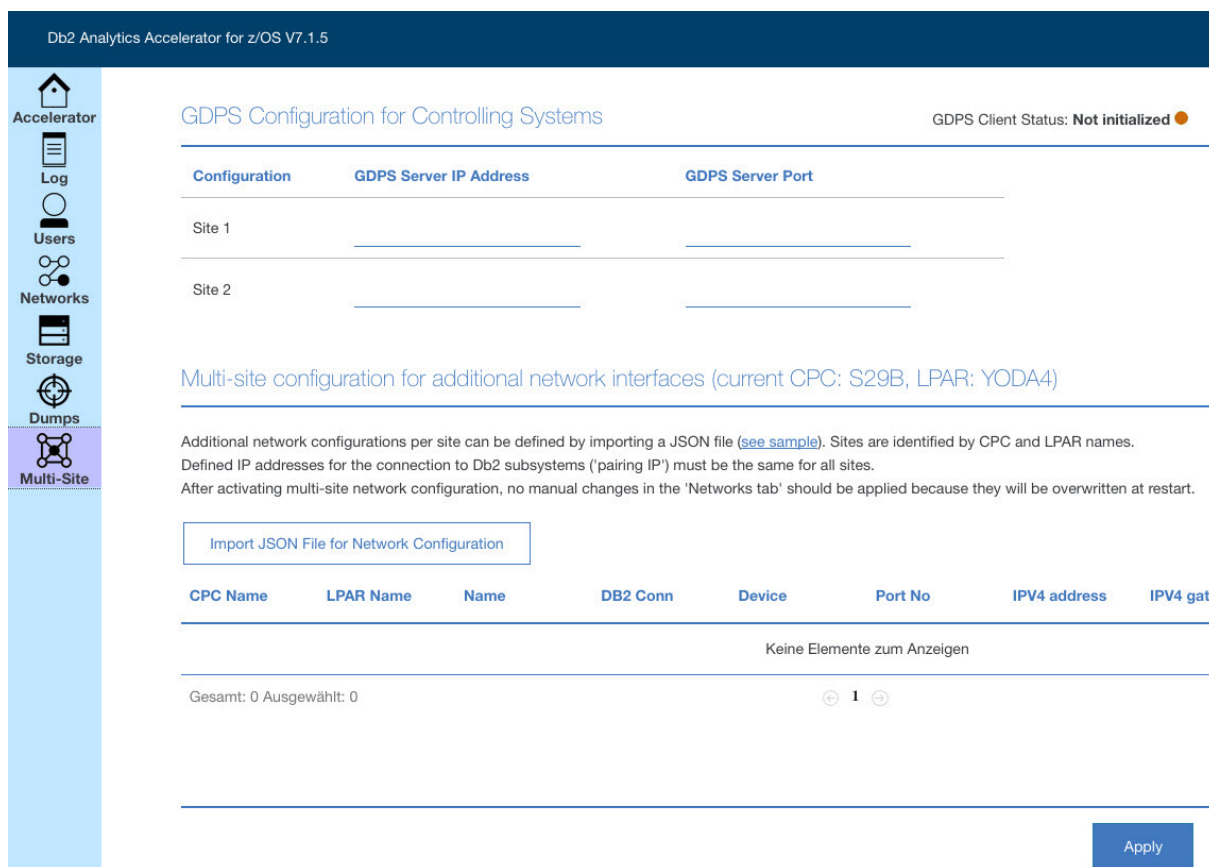 Db2 Analytics Accelerator for z/OS V7.1.5
Accelerator
Log
Users
Networks
Storage
Dumps
Multi-Site
GDPS Configuration for Controlling Systems
GDPS Client Status: Not initialized
Configuration GDPS Server IP Address GDPS Server Port
Site 1
Site 2
Multi-site configuration for additional network interfaces (current CPC: S29B, LPAR: YODA4)
Additional network configurations per site can be defined by importing a JSON file (see sample). Sites are identified by CPC and LPAR names.
Defined IP addresses for the connection to Db2 subsystems ('pairing IP') must be the same for all sites.
After activating multi-site network configuration, no manual changes in the 'Networks tab' should be applied because they will be overwritten at restart.
Import JSON File for Network Configuration
CPC Name LPAR Name Name DB2 Conn Device Port No IPV4 address IPV4 gat
Keine Elemente zum Anzeigen
Gesamt: 0 Ausgewählt: 0 1
Apply